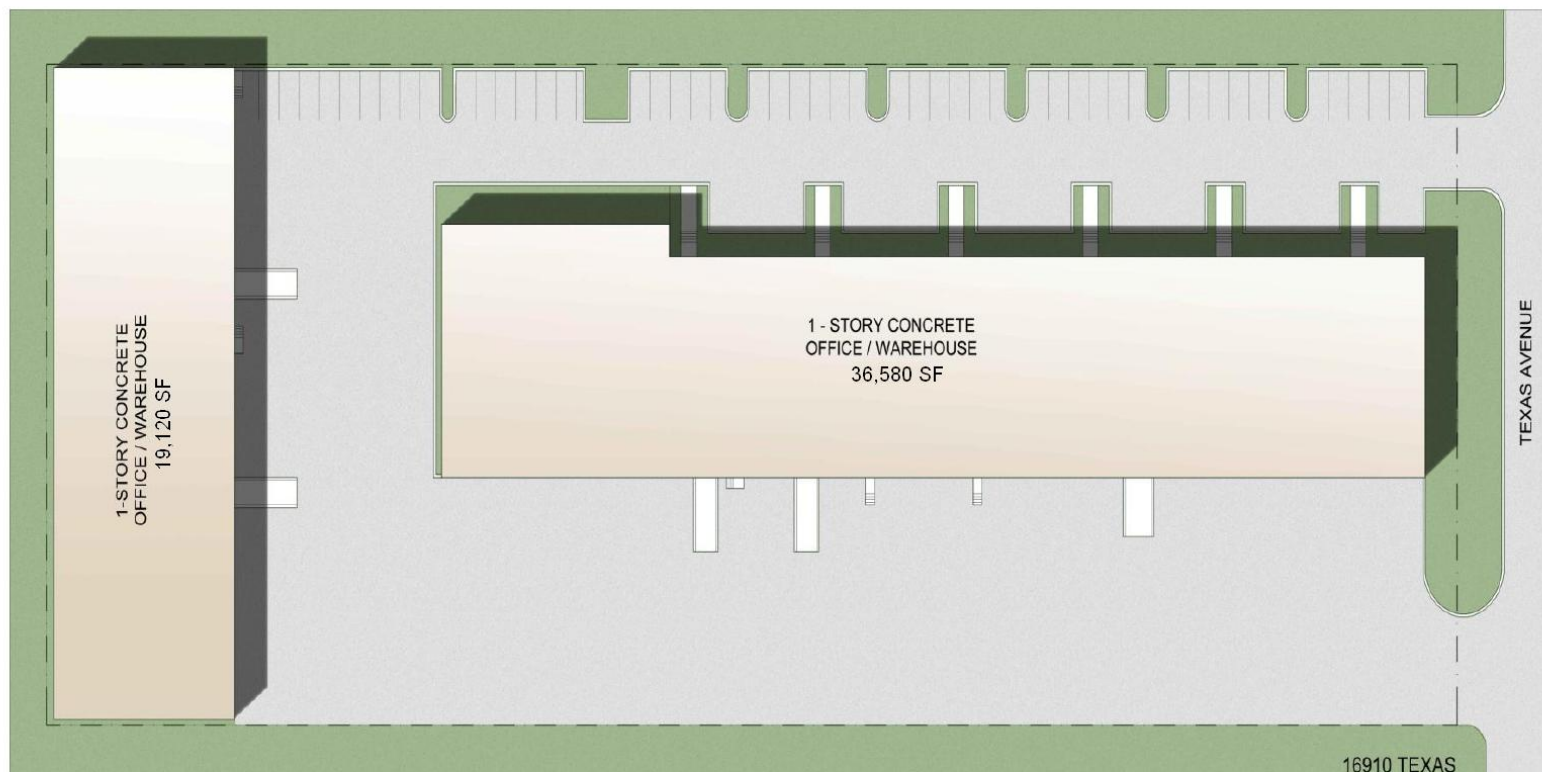 1-STORY CONCRETE
OFFICE / WAREHOUSE
19,120 SF
1 - STORY CONCRETE
OFFICE / WAREHOUSE
36,580 SF
TEXAS AVENUE
16910 TEXAS